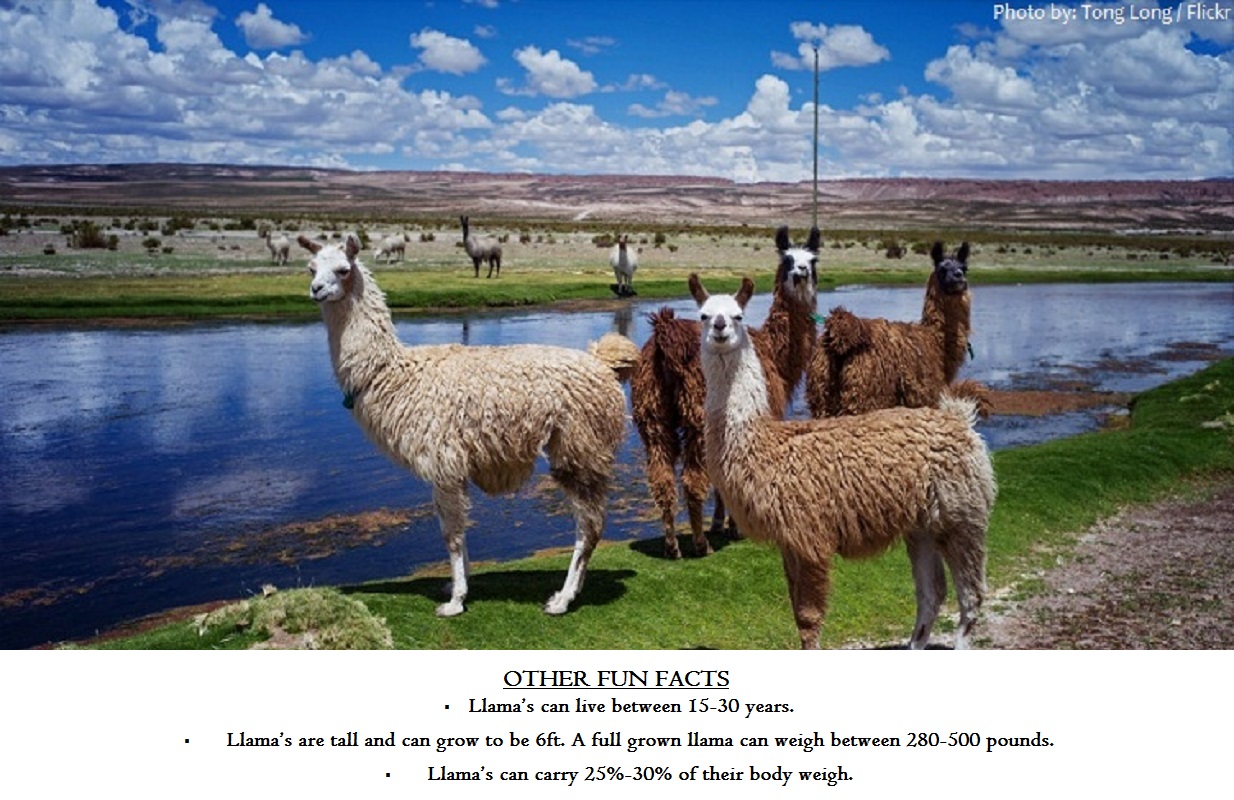 Photo by: Tong Long / Flickr
OTHER FUN FACTS
▪ Llama's can live between 15-30 years.
▪ Llama's are tall and can grow to be 6ft. A full grown llama can weigh between 280-500 pounds.
▪ Llama's can carry 25%-30% of their body weigh.